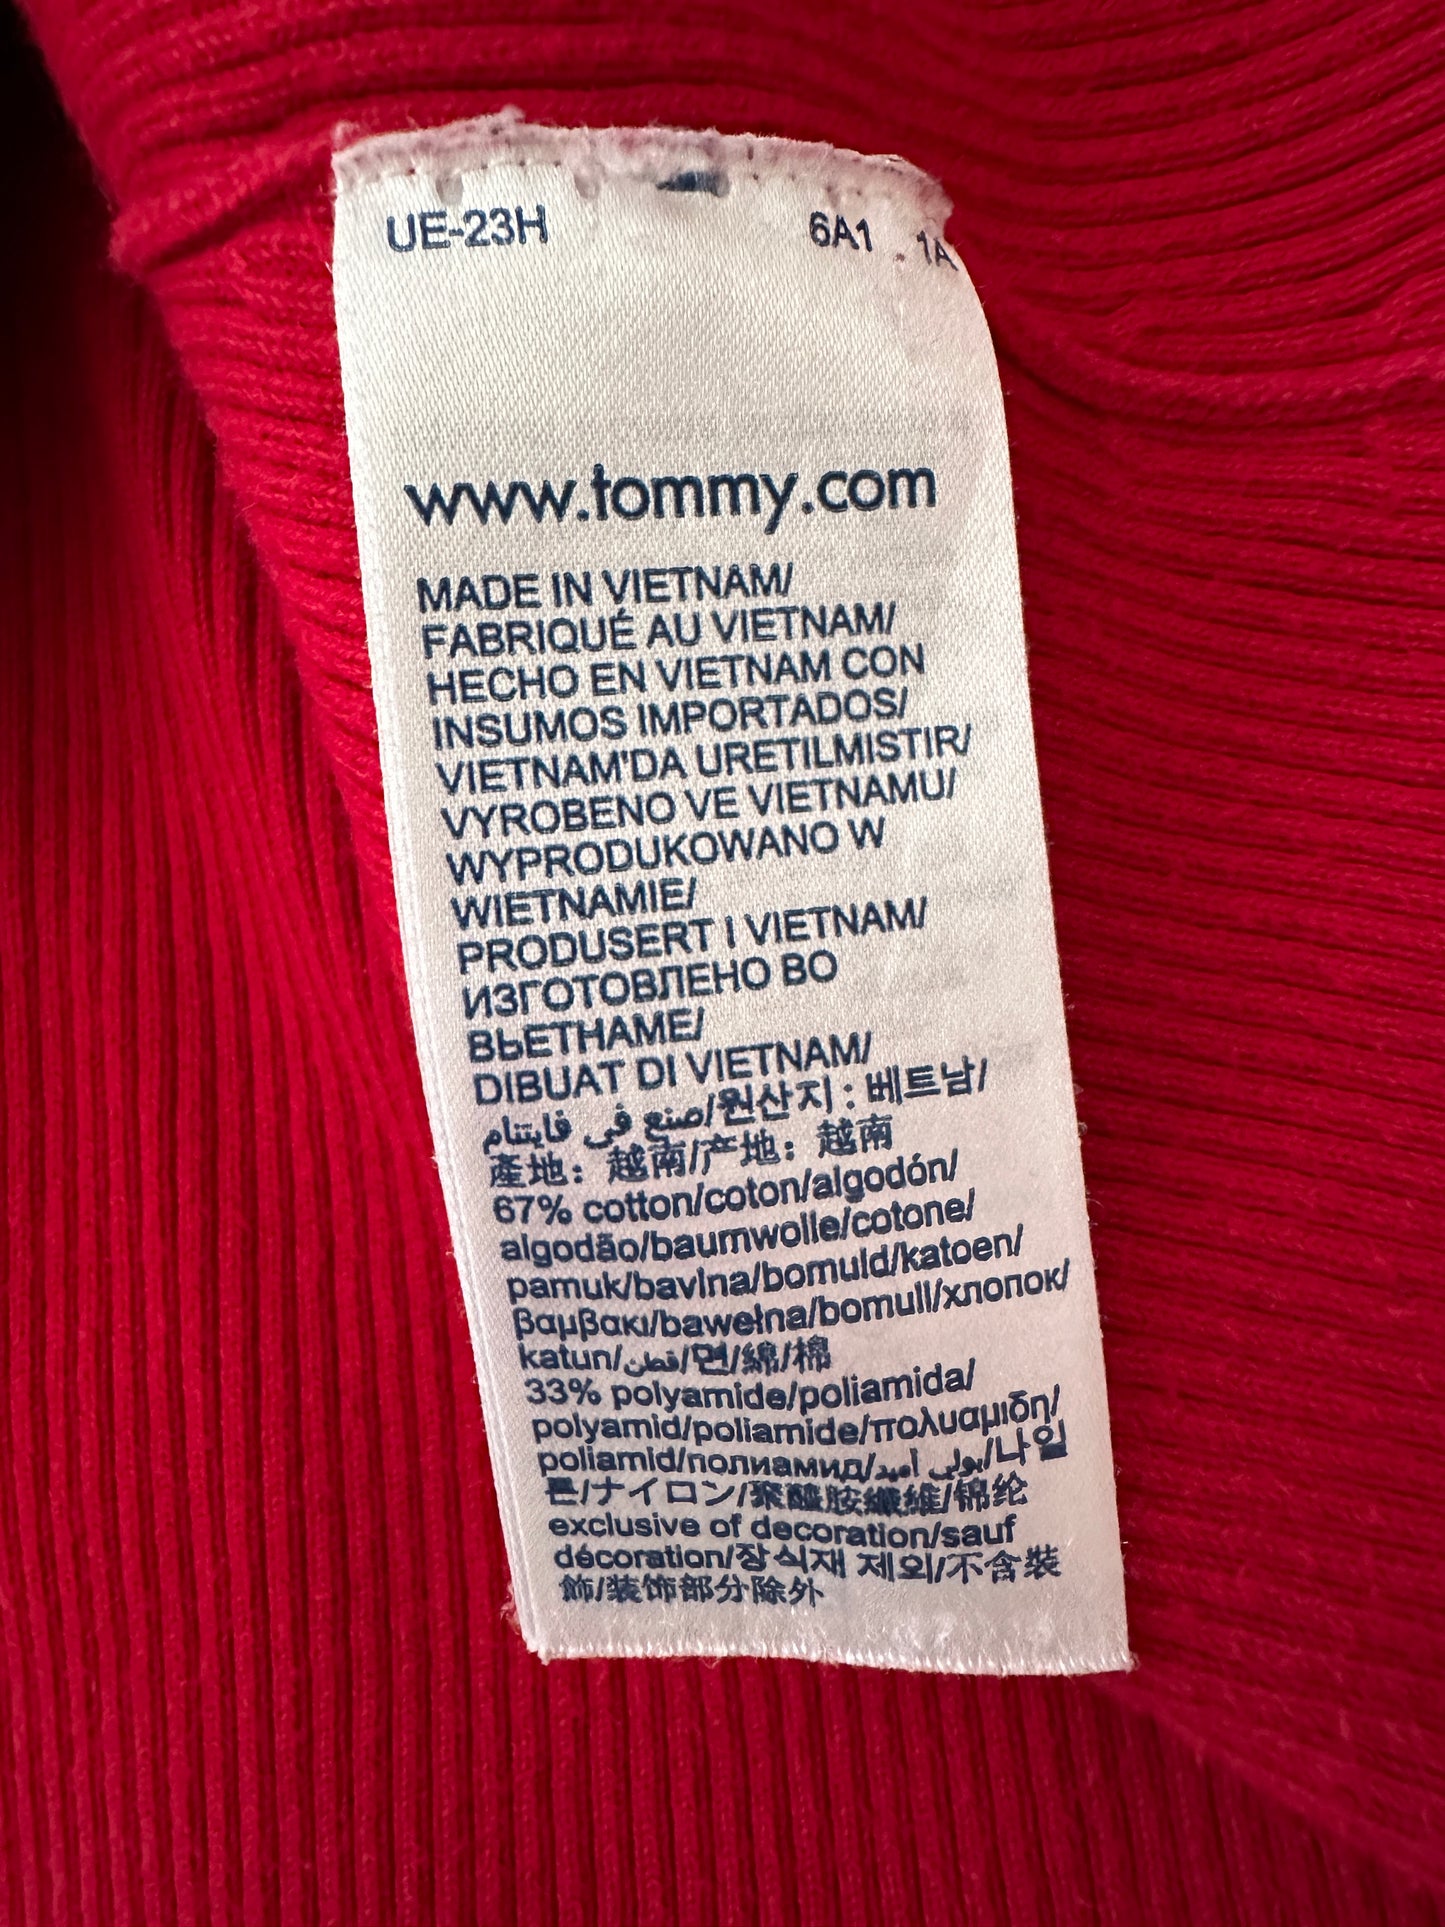 UE-23H 6A1 1A
www.tommy.com
MADE IN VIETNAM/
FABRIQUÉ AU VIETNAM/
HECHO EN VIETNAM CON
INSUMOS IMPORTADOS/
VIETNAM'DA URETILMISTIR/
VYROBENO VE VIETNAMU/
WYPRODUKOWANO W
WIETNAMIE/
PRODUSERT I VIETNAM/
ИЗГОТОВЛЕНО ВО
ВЬЕТНАМЕ/
DIBUAT DI VIETNAM/
صنع في فايتنام/원산지 : 베트남/
產地：越南/产地：越南
67% cotton/coton/algodón/
algodão/baumwolle/cotone/
pamuk/bavlna/bomuld/katoen/
βαμβακι/bawełna/bomull/хлопок/
katun/قطن/면/綿/棉
33% polyamide/poliamida/
polyamid/poliamide/πολυαμιδη/
poliamid/полиамид/بولي أميد/나일
론/ナイロン/聚醯胺纖維/锦纶
exclusive of decoration/sauf
décoration/장식재 제외/不含裝
飾/装饰部分除外